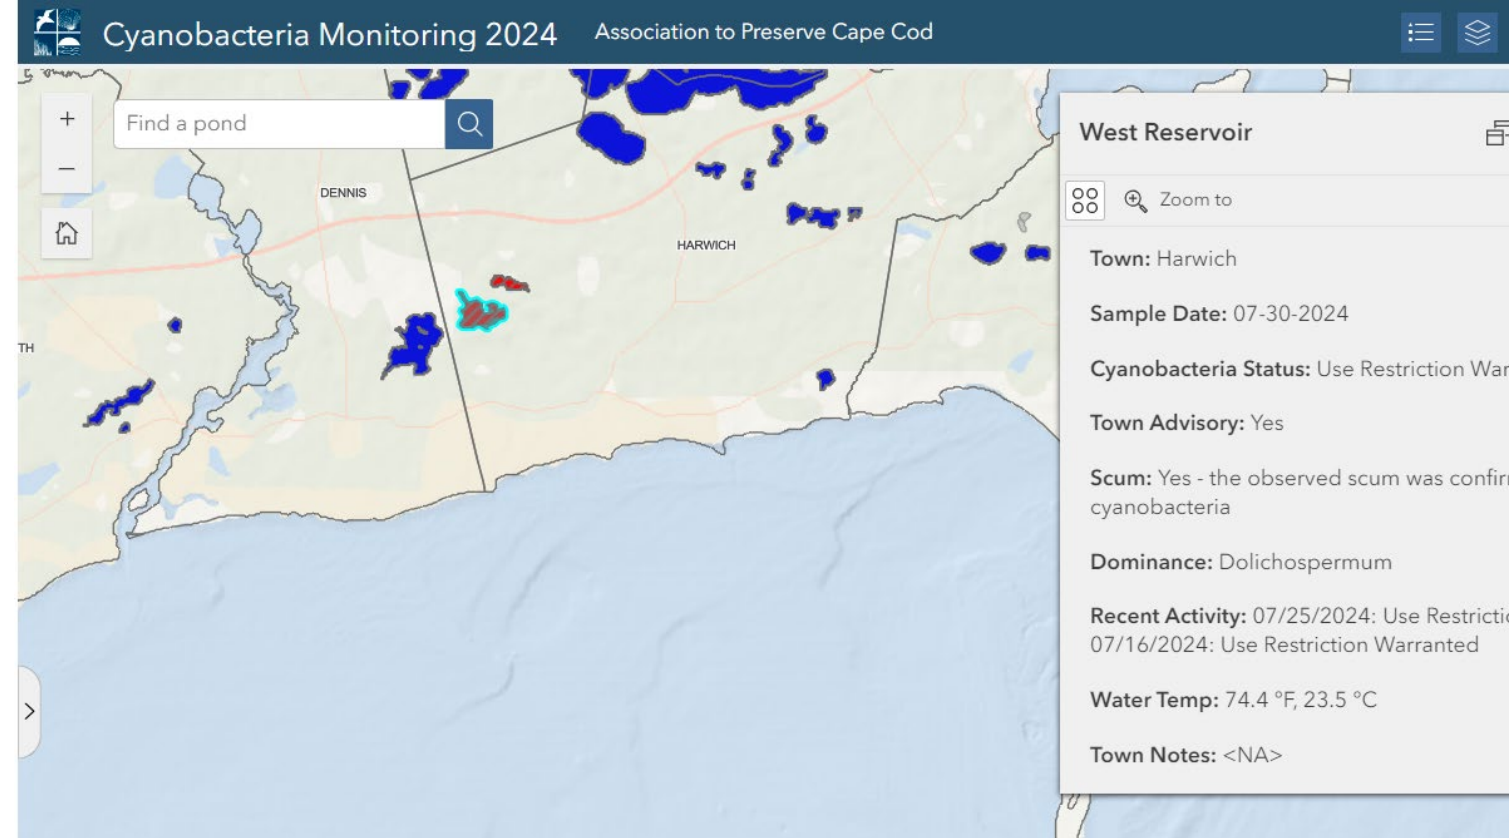 Cyanobacteria Monitoring 2024 Association to Preserve Cape Cod
+
Find a pond
−
DENNIS
HARWICH
TH
West Reservoir
Zoom to
Town: Harwich
Sample Date: 07-30-2024
Cyanobacteria Status: Use Restriction War
Town Advisory: Yes
Scum: Yes - the observed scum was confir
cyanobacteria
Dominance: Dolichospermum
Recent Activity: 07/25/2024: Use Restricti
07/16/2024: Use Restriction Warranted
Water Temp: 74.4 °F, 23.5 °C
Town Notes: <NA>